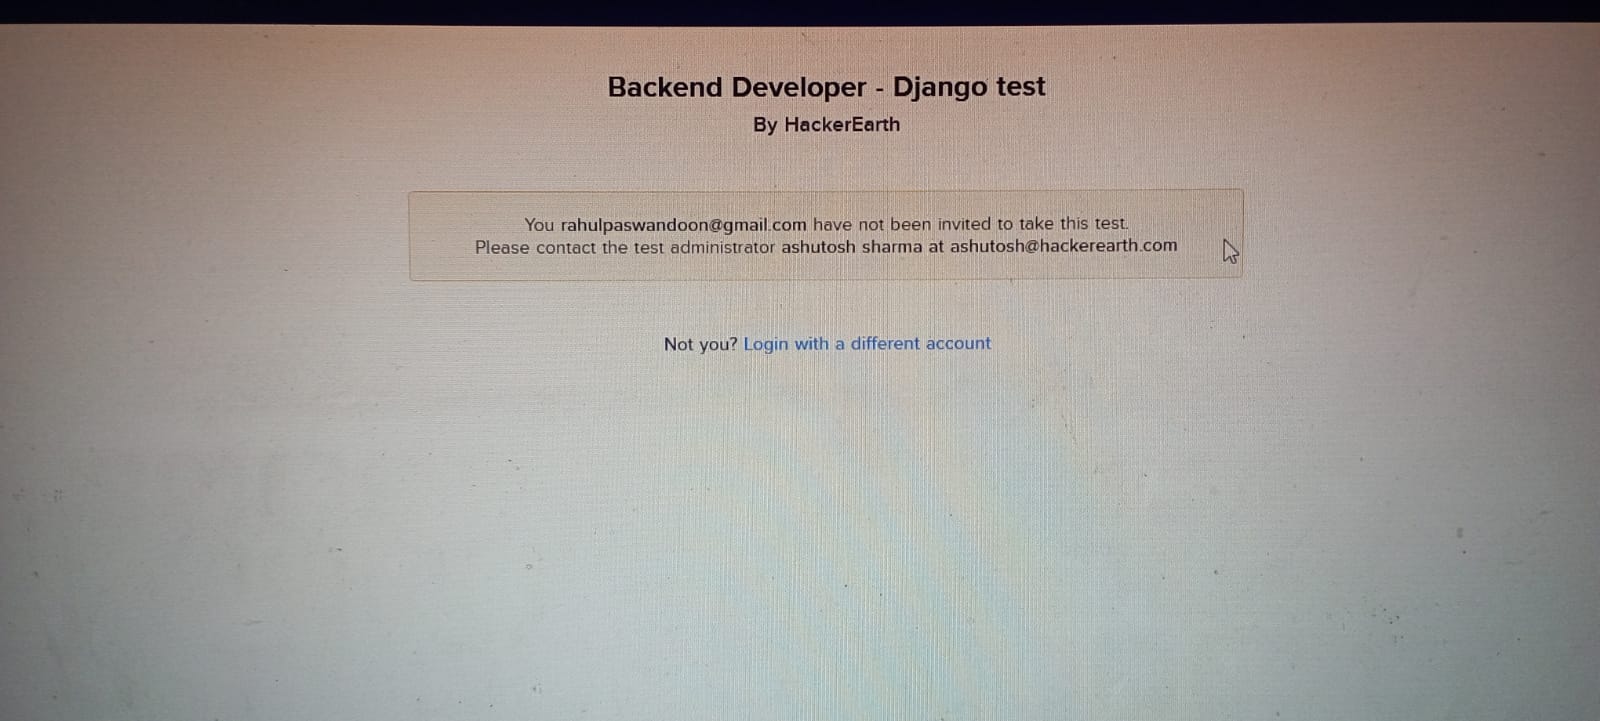 Backend Developer - Django test
By HackerEarth
You rahulpaswandoon@gmail.com have not been invited to take this test.
Please contact the test administrator ashutosh sharma at ashutosh@hackerearth.com
Not you? Login with a different account